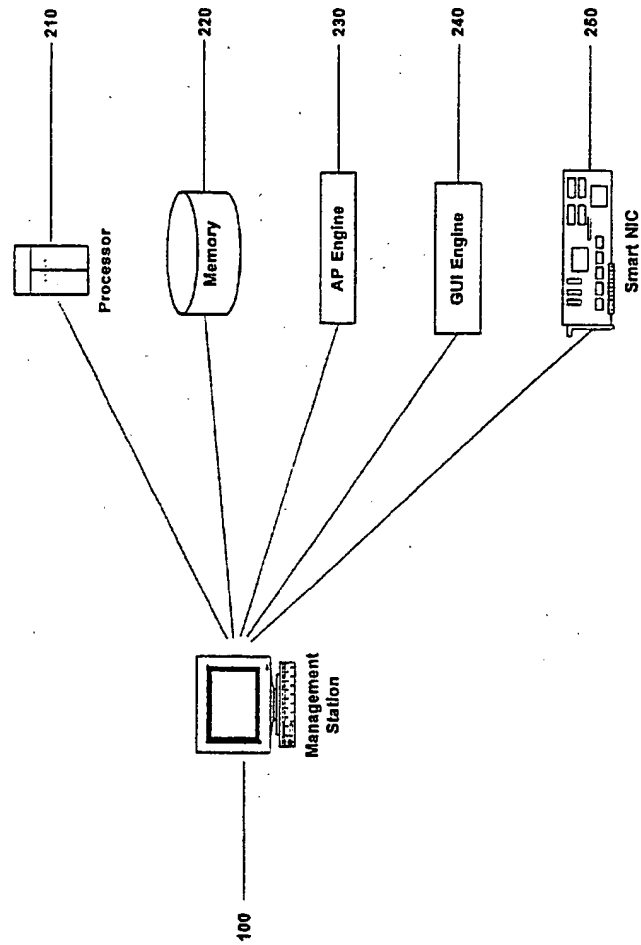 Processor
210
Memory
220
100
Management
Station
AP Engine
230
GUI Engine
240
250
Smart NIC